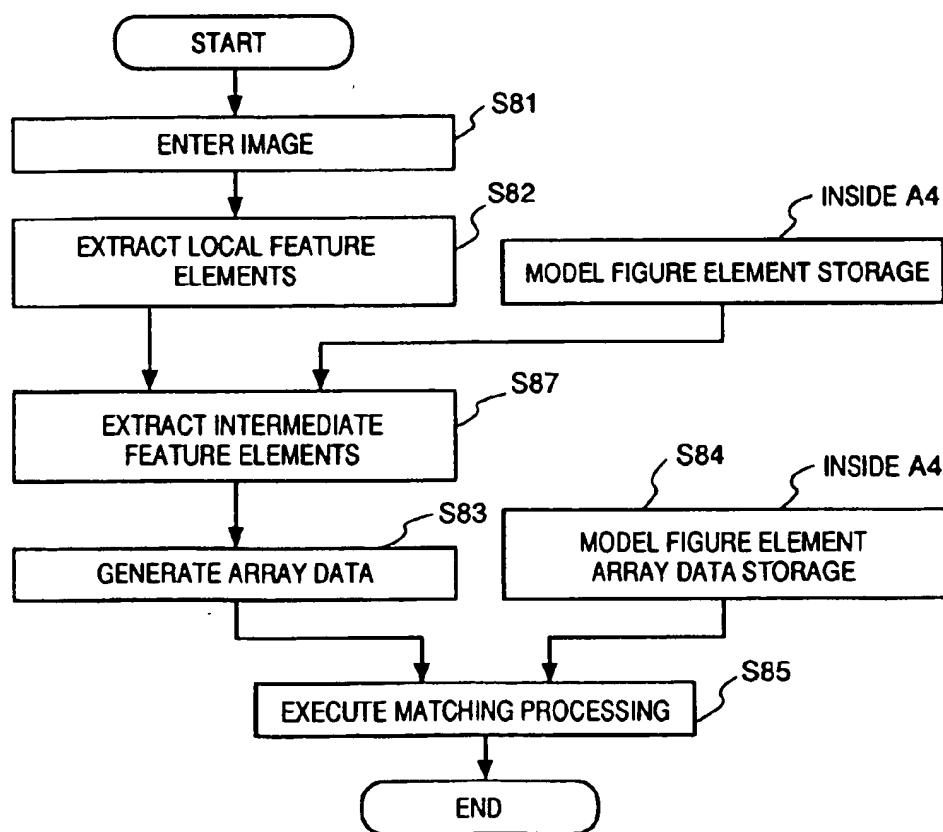 START
S81
ENTER IMAGE
S82
EXTRACT LOCAL FEATURE
ELEMENTS
INSIDE A4
MODEL FIGURE ELEMENT STORAGE
S87
EXTRACT INTERMEDIATE
FEATURE ELEMENTS
S83
GENERATE ARRAY DATA
S84
INSIDE A4
MODEL FIGURE ELEMENT
ARRAY DATA STORAGE
S85
EXECUTE MATCHING PROCESSING
END